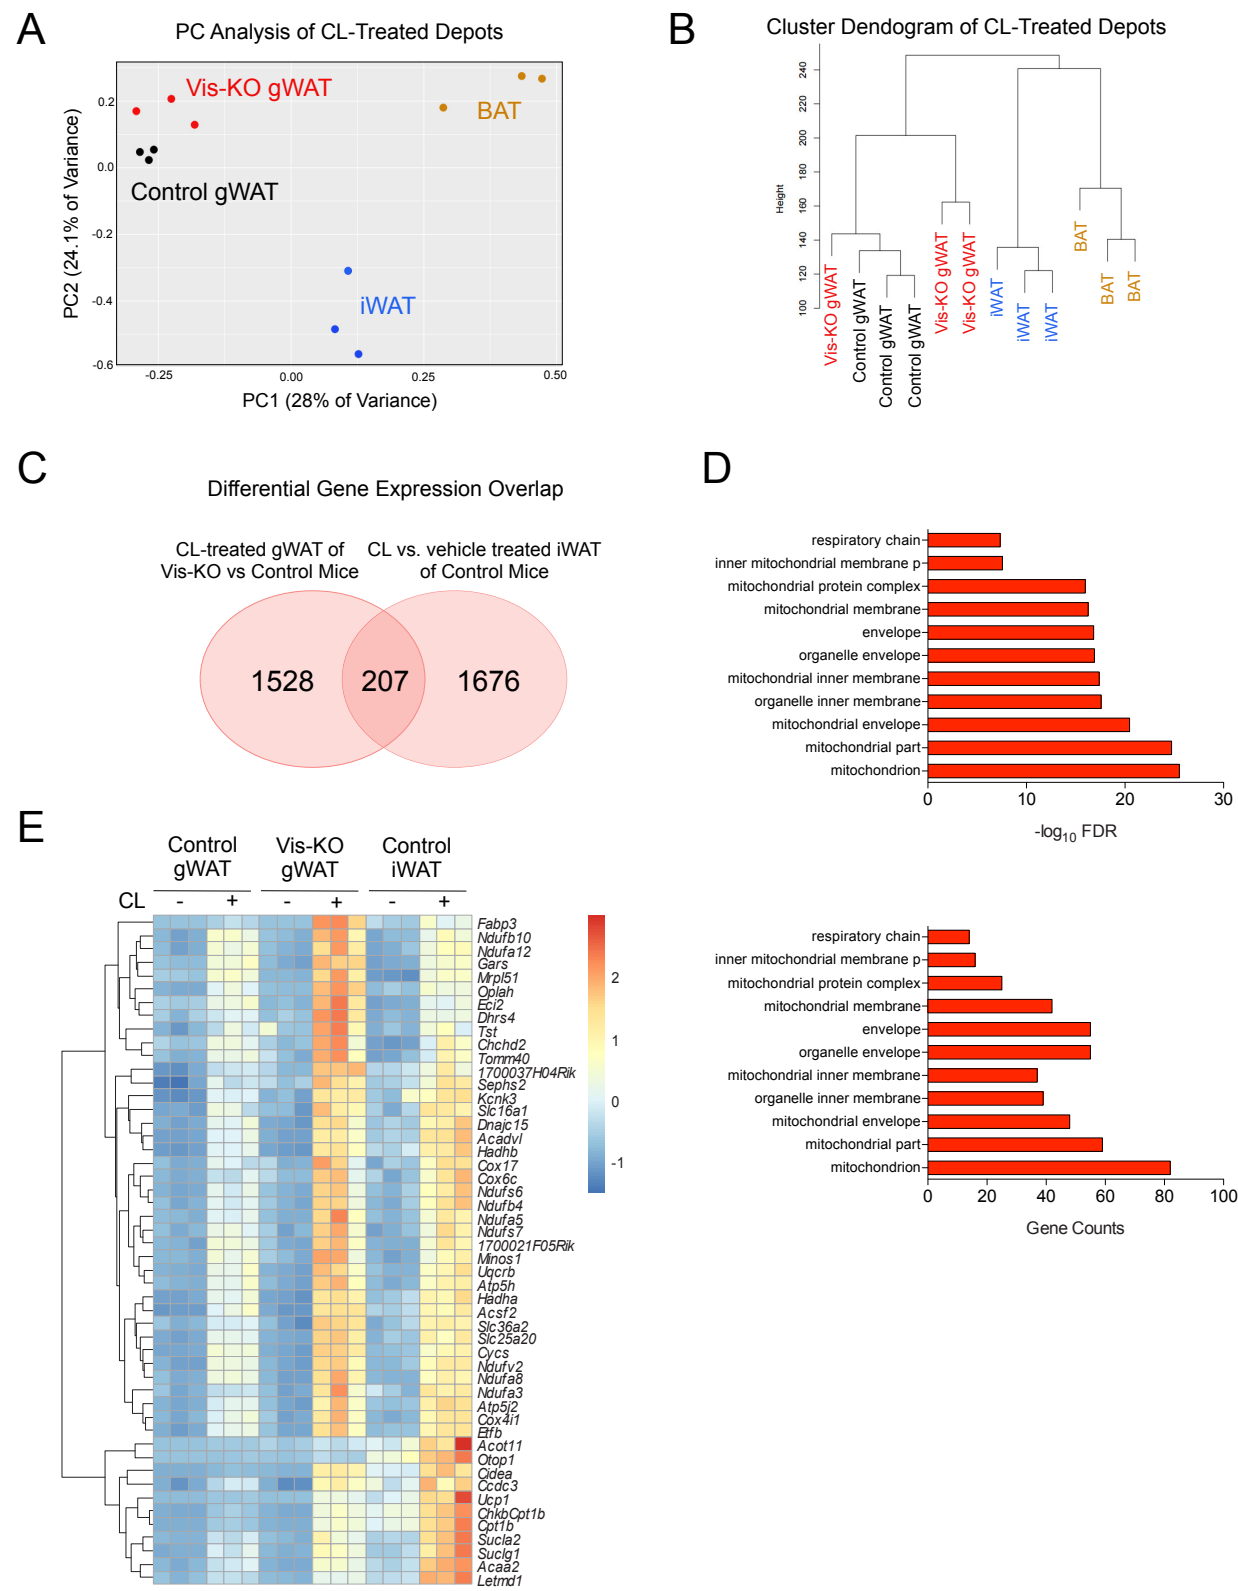 A
PC Analysis of CL-Treated Depots
Vis-KO gWAT
BAT
Control gWAT
iWAT
0.2
0.0
-0.2
-0.4
-0.6
PC2 (24.1% of Variance)
-0.25
0.00
0.25
0.50
PC1 (28% of Variance)
B
Cluster Dendogram of CL-Treated Depots
Height
240
220
200
180
160
140
120
100
Vis-KO gWAT
Control gWAT
Control gWAT
Control gWAT
Vis-KO gWAT
Vis-KO gWAT
iWAT
iWAT
iWAT
BAT
BAT
BAT
C
Differential Gene Expression Overlap
CL-treated gWAT of
Vis-KO vs Control Mice
CL vs. vehicle treated iWAT
of Control Mice
1528
207
1676
D
respiratory chain
inner mitochondrial membrane p
mitochondrial protein complex
mitochondrial membrane
envelope
organelle envelope
mitochondrial inner membrane
organelle inner membrane
mitochondrial envelope
mitochondrial part
mitochondrion
0
10
20
30
-log10 FDR
respiratory chain
inner mitochondrial membrane p
mitochondrial protein complex
mitochondrial membrane
envelope
organelle envelope
mitochondrial inner membrane
organelle inner membrane
mitochondrial envelope
mitochondrial part
mitochondrion
0
20
40
60
80
100
Gene Counts
E
Control
gWAT
Vis-KO
gWAT
Control
iWAT
CL
-
+
-
+
-
+
Fabp3
Ndufb10
Ndufa12
Gars
Mrpl51
Oplah
Eci2
Dhrs4
Tst
Chchd2
Tomm40
1700037H04Rik
Sephs2
Kcnk3
Slc16a1
Dnajc15
Acadvl
Hadhb
Cox17
Cox6c
Ndufs6
Ndufb4
Ndufa5
Ndufs7
1700021F05Rik
Minos1
Uqcrb
Atp5h
Hadha
Acsf2
Slc36a2
Slc25a20
Cycs
Ndufv2
Ndufa8
Ndufa3
Atp5j2
Cox4i1
Etfb
Acot11
Otop1
Cidea
Ccdc3
Ucp1
ChkbCpt1b
Cpt1b
Sucla2
Suclg1
Acaa2
Letmd1
2
1
0
-1